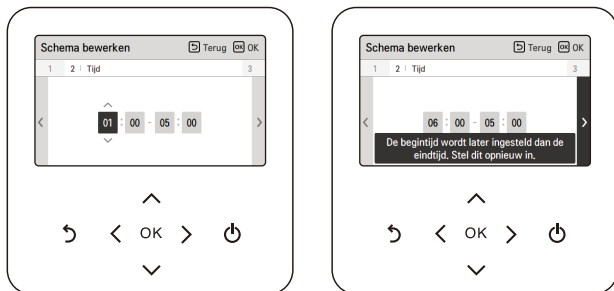 Schema bewerken Terug OK OK
1 2 Tijd 3
01 : 00 - 05 : 00
OK
Schema bewerken Terug OK OK
1 2 Tijd 3
06 : 00 - 05 : 00
De begintijd wordt later ingesteld dan de
eindtijd. Stel dit opnieuw in.
OK